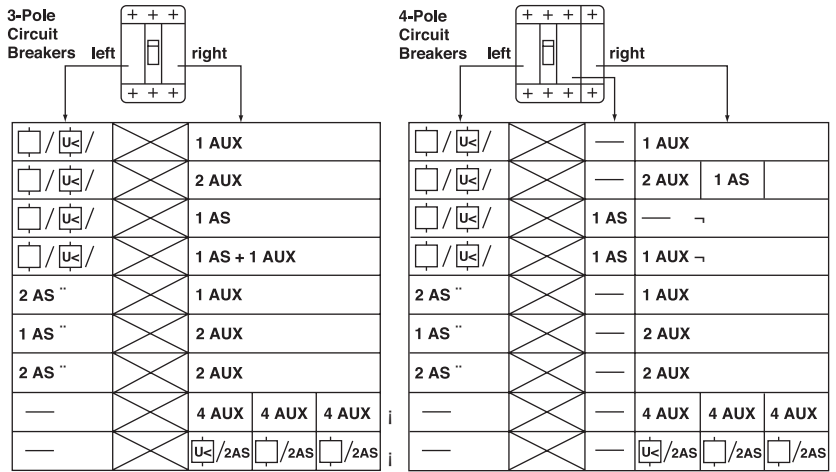 3-Pole
Circuit
Breakers left right
+ + +
+ + +
U< 1 AUX
U< 2 AUX
U< 1 AS
U< 1 AS + 1 AUX
2 AS ¨ 1 AUX
1 AS ¨ 2 AUX
2 AS ¨ 2 AUX
— 4 AUX 4 AUX 4 AUX ¡
— U< /2AS /2AS /2AS ¡
4-Pole
Circuit
Breakers left right
+ + + +
+ + + +
/ U< / — 1 AUX
/ U< / — 2 AUX 1 AS
/ U< / 1 AS — ¬
/ U< / 1 AS 1 AUX ¬
2 AS ¨ — 1 AUX
1 AS ¨ — 2 AUX
2 AS ¨ — 2 AUX
— — 4 AUX 4 AUX 4 AUX
— — U< /2AS /2AS /2AS